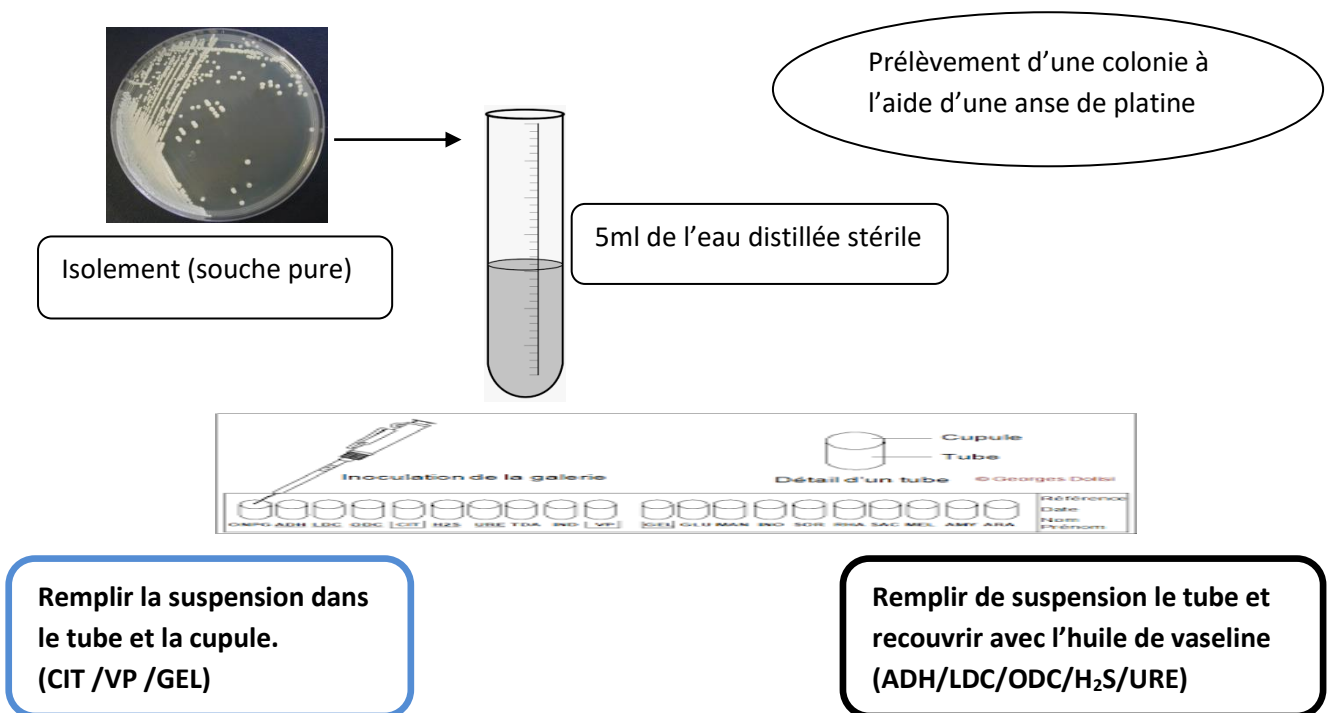 Prélèvement d’une colonie à
l’aide d’une anse de platine
5ml de l’eau distillée stérile
Isolement (souche pure)
Cupule
Tube
Inoculation de la galerie
Détail d'un tube
© Georges Dolisi
ONPG ADH LDC ODC CIT H2S URE TDA IND VP GEL GLU MAN INO SOR RHA SAC MEL AMY ARA
Référence
Date
Nom
Prénom
Remplir la suspension dans
le tube et la cupule.
(CIT /VP /GEL)
Remplir de suspension le tube et
recouvrir avec l’huile de vaseline
(ADH/LDC/ODC/H₂S/URE)